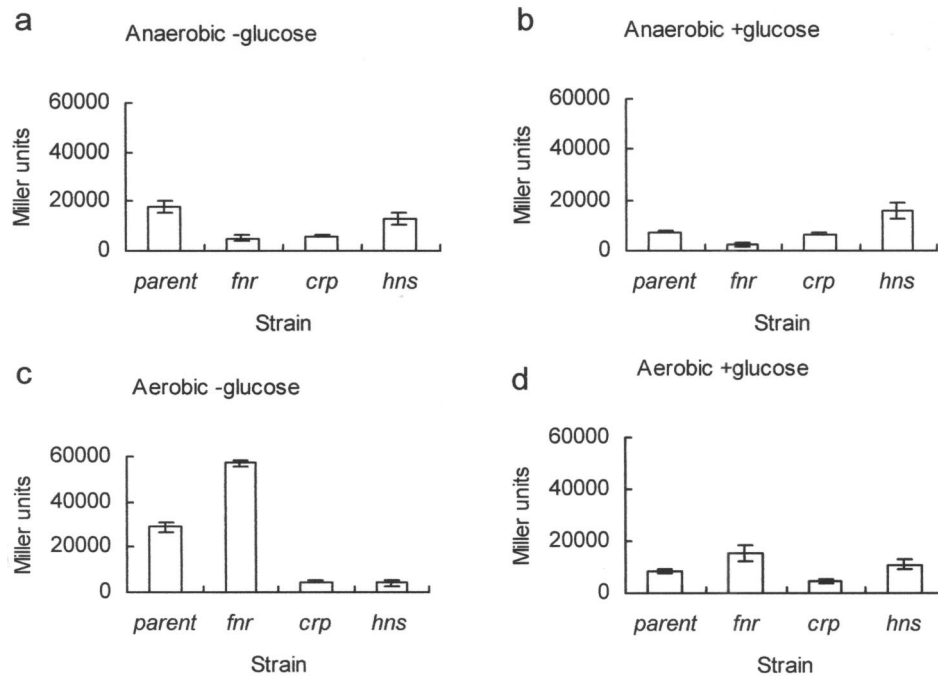 a
Anaerobic -glucose
Miller units
60000
40000
20000
0
parent fnr crp hns
Strain
b
Anaerobic +glucose
Miller units
60000
40000
20000
0
parent fnr crp hns
Strain
c
Aerobic -glucose
Miller units
60000
40000
20000
0
parent fnr crp hns
Strain
d
Aerobic +glucose
Miller units
60000
40000
20000
0
parent fnr crp hns
Strain